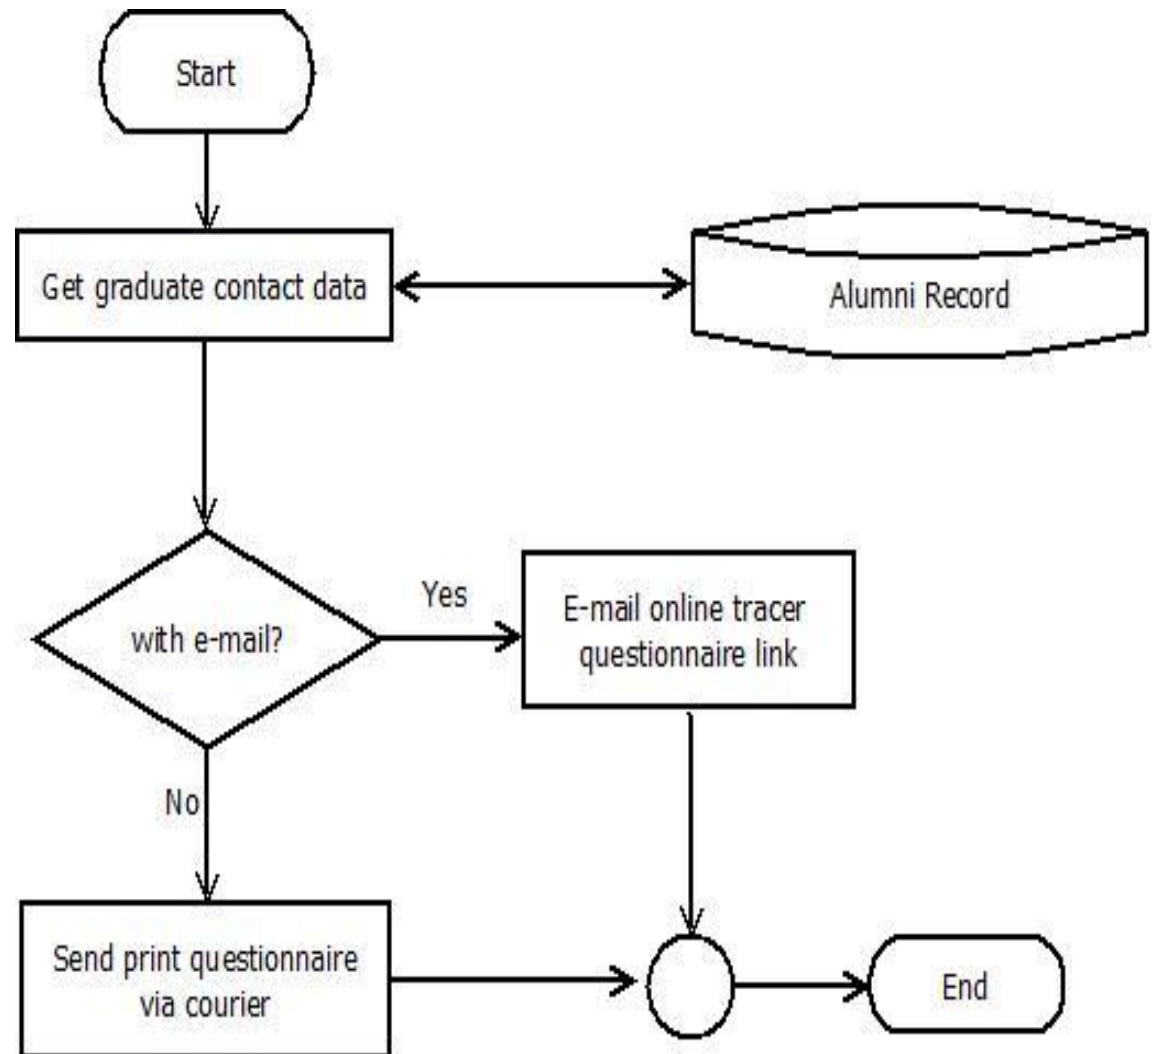 Start
Get graduate contact data
Alumni Record
with e-mail?
Yes
E-mail online tracer
questionnaire link
No
Send print questionnaire
via courier
End